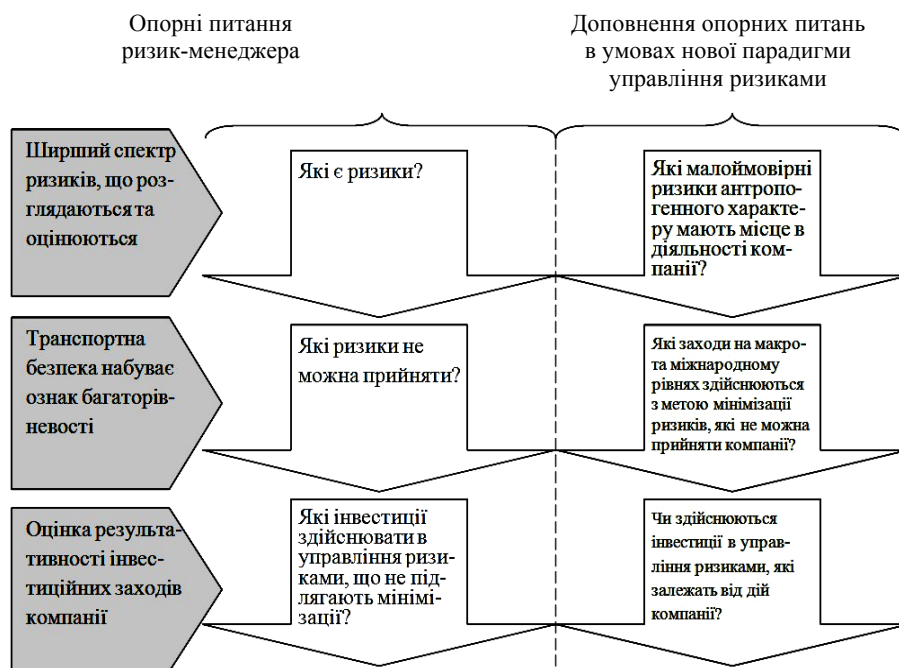 Опорні питання
ризик-менеджера
Доповнення опорних питань
в умовах нової парадигми
управління ризиками
Ширший спектр
ризиків, що роз-
глядаються та
оцінюються
Які є ризики?
Які малоймовірні
ризики антропо-
генного характе-
ру мають місце в
діяльності ком-
панії?
Транспортна
безпека набуває
ознак багаторів-
невості
Які ризики не
можна прийняти?
Які заходи на макро-
та міжнародному
рівнях здійснюються
з метою мінімізації
ризиків, які не можна
прийняти компанії?
Оцінка результа-
тивності інвес-
тиційних заходів
компанії
Які інвестиції
здійснювати в
управління ризи-
ками, що не під-
лягають мінімі-
зації?
Чи здійснюються
інвестиції в управ-
ління ризиками, які
залежать від дій
компанії?